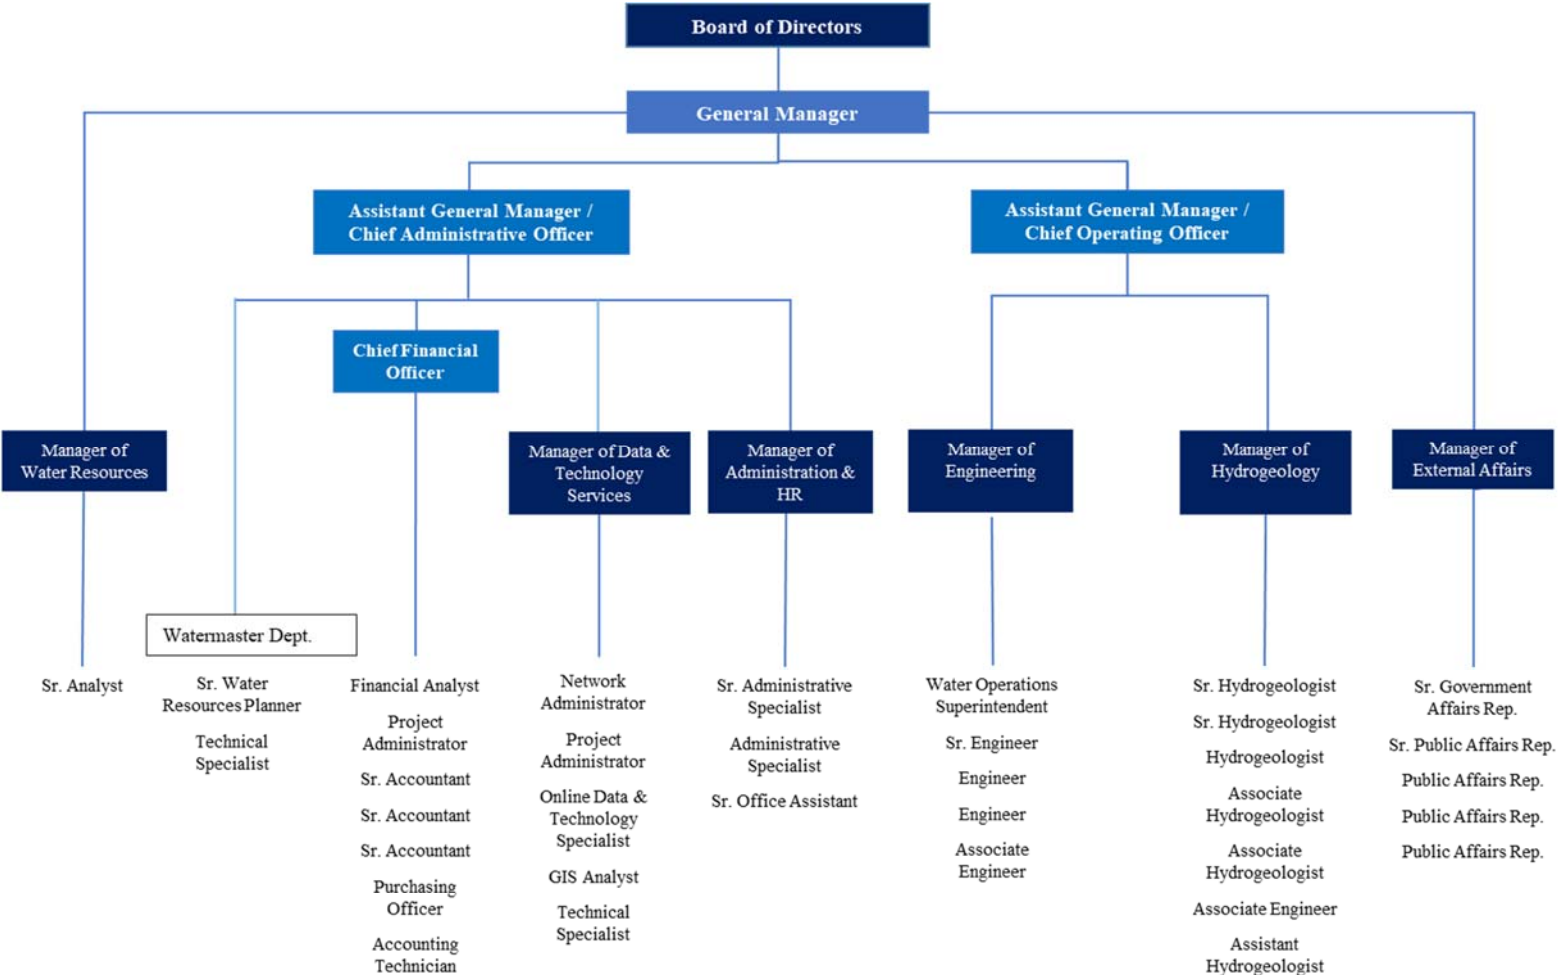 Board of Directors
General Manager
Assistant General Manager /
Chief Administrative Officer
Assistant General Manager /
Chief Operating Officer
Chief Financial
Officer
Manager of
Water Resources
Manager of Data &
Technology
Services
Manager of
Administration &
HR
Manager of
Engineering
Manager of
Hydrogeology
Manager of
External Affairs
Watermaster Dept.
Sr. Analyst
Sr. Water
Resources Planner
Technical
Specialist
Financial Analyst
Project
Administrator
Sr. Accountant
Sr. Accountant
Sr. Accountant
Purchasing
Officer
Accounting
Technician
Network
Administrator
Project
Administrator
Online Data &
Technology
Specialist
GIS Analyst
Technical
Specialist
Sr. Administrative
Specialist
Administrative
Specialist
Sr. Office Assistant
Water Operations
Superintendent
Sr. Engineer
Engineer
Engineer
Associate
Engineer
Sr. Hydrogeologist
Sr. Hydrogeologist
Hydrogeologist
Associate
Hydrogeologist
Associate
Hydrogeologist
Associate Engineer
Assistant
Hydrogeologist
Sr. Government
Affairs Rep.
Sr. Public Affairs Rep.
Public Affairs Rep.
Public Affairs Rep.
Public Affairs Rep.